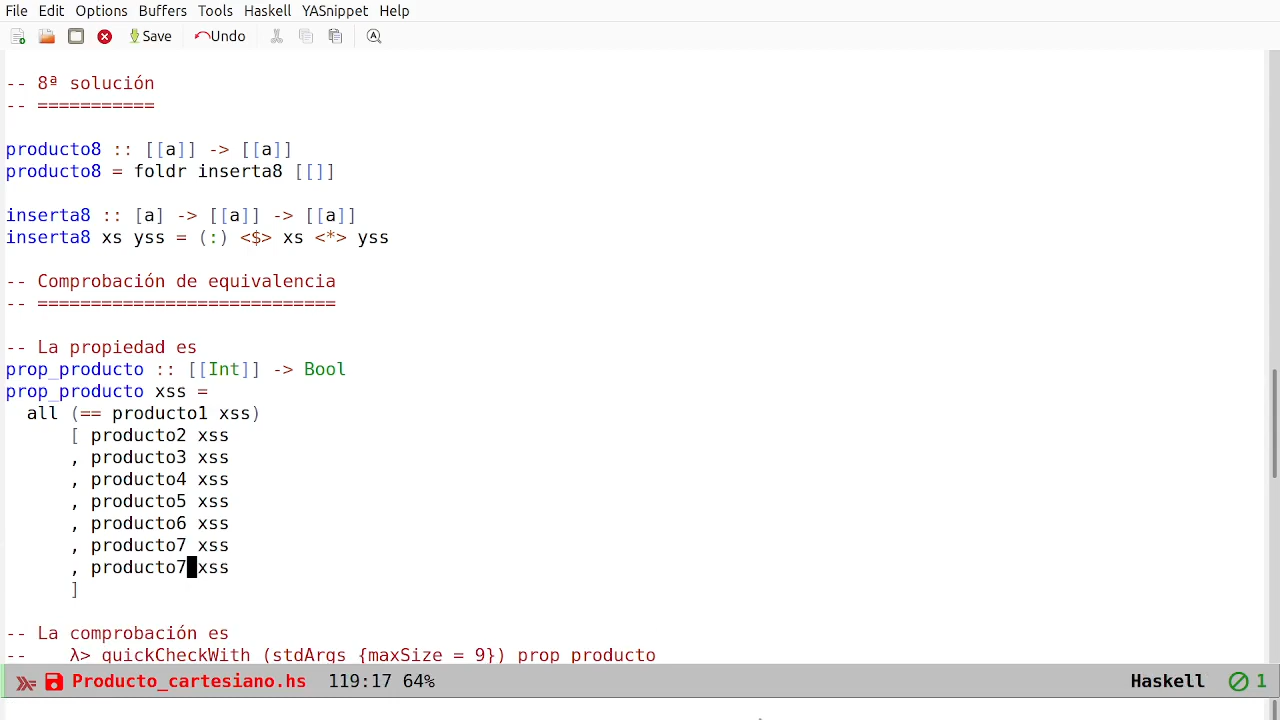 File Edit Options Buffers Tools Haskell YASnippet Help
Save Undo
-- 8ª solución
-- ===========
producto8 :: [[a]] -> [[a]]
producto8 = foldr inserta8 [[]]
inserta8 :: [a] -> [[a]] -> [[a]]
inserta8 xs yss = (:) <$> xs <*> yss
-- Comprobación de equivalencia
-- ============================
-- La propiedad es
prop_producto :: [[Int]] -> Bool
prop_producto xss =
  all (== producto1 xss)
      [ producto2 xss
      , producto3 xss
      , producto4 xss
      , producto5 xss
      , producto6 xss
      , producto7 xss
      , producto7 xss
      ]
-- La comprobación es
--    λ> quickCheckWith (stdArgs {maxSize = 9}) prop_producto
Producto_cartesiano.hs 119:17 64% Haskell 1